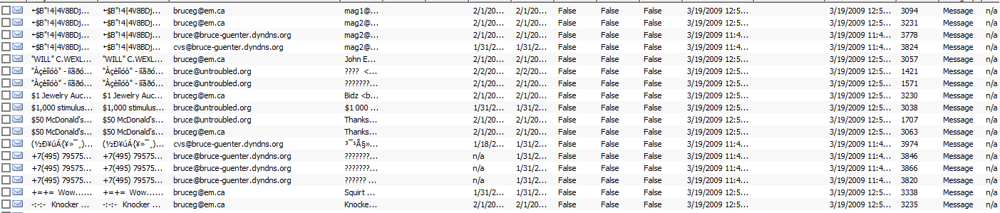 ←$B"!4|4V8BDj... ←$B"!4|4V8BDj... bruceg@em.ca mag1@... 2/1/20... 2/1/20... False False False 3/19/2009 12:5... 3/19/2009 12:5... 3094 Message n/a
←$B"!4|4V8BDj... ←$B"!4|4V8BDj... bruceg@em.ca mag2@... 2/1/20... 2/1/20... False False False 3/19/2009 12:5... 3/19/2009 12:5... 3231 Message n/a
←$B"!4|4V8BDj... ←$B"!4|4V8BDj... bruce@bruce-guenter.dyndns.org mag2@... 2/1/20... 2/1/20... False False False 3/19/2009 11:4... 3/19/2009 11:4... 3778 Message n/a
←$B"!4|4V8BDj... ←$B"!4|4V8BDj... cvs@bruce-guenter.dyndns.org mag2@... 1/31/2... 1/31/2... False False False 3/19/2009 11:4... 3/19/2009 11:4... 3824 Message n/a
"WILL" C.WEXL... "WILL" C.WEXL... bruceg@em.ca John E... 2/1/20... 2/1/20... False False False 3/19/2009 12:5... 3/19/2009 12:5... 3057 Message n/a
"Àçèìóò" - ïîãðó... "Àçèìóò" - ïîãðó... bruce@untroubled.org ???? <... 2/2/20... 2/2/20... False False False 3/19/2009 12:5... 3/19/2009 12:5... 1421 Message n/a
"Àçèìóò" - ïîãðó... "Àçèìóò" - ïîãðó... bruce@untroubled.org ???????... 2/1/20... 2/1/20... False False False 3/19/2009 12:5... 3/19/2009 12:5... 1571 Message n/a
$1 Jewelry Auc... $1 Jewelry Auc... bruceg@em.ca Bidz <b... 2/1/20... 2/1/20... False False False 3/19/2009 12:5... 3/19/2009 12:5... 3230 Message n/a
$1,000 stimulus... $1,000 stimulus... bruce@untroubled.org $1 000 ... 1/31/2... 1/31/2... False False False 3/19/2009 12:5... 3/19/2009 12:5... 3038 Message n/a
$50 McDonald's... $50 McDonald's... bruce@untroubled.org Thanks... 2/1/20... 2/1/20... False False False 3/19/2009 12:5... 3/19/2009 12:5... 1707 Message n/a
$50 McDonald's... $50 McDonald's... bruceg@em.ca Thanks... 2/1/20... 2/1/20... False False False 3/19/2009 12:5... 3/19/2009 12:5... 3063 Message n/a
(½Ð¥úÁ{¥»¯¸)... (½Ð¥úÁ{¥»¯¸)... cvs@bruce-guenter.dyndns.org ³¯¹Å§»... 1/18/2... 1/31/2... False False False 3/19/2009 11:4... 3/19/2009 11:4... 3974 Message n/a
+7(495) 79575... +7(495) 79575... bruce@bruce-guenter.dyndns.org ???????... n/a 1/31/2... False False False 3/19/2009 11:4... 3/19/2009 11:4... 3846 Message n/a
+7(495) 79575... +7(495) 79575... bruce@bruce-guenter.dyndns.org ???????... n/a 1/31/2... False False False 3/19/2009 11:4... 3/19/2009 11:4... 3866 Message n/a
+7(495) 79575... +7(495) 79575... bruce@bruce-guenter.dyndns.org ?????? ... n/a 1/31/2... False False False 3/19/2009 11:4... 3/19/2009 11:4... 3820 Message n/a
+=+= Wow...... +=+= Wow...... bruceg@em.ca Squirt ... 1/31/2... 1/31/2... False False False 3/19/2009 12:5... 3/19/2009 12:5... 3338 Message n/a
-:-:- Knocker ... -:-:- Knocker ... bruceg@em.ca Knocke... 2/1/20... 2/1/20... False False False 3/19/2009 12:5... 3/19/2009 12:5... 3235 Message n/a